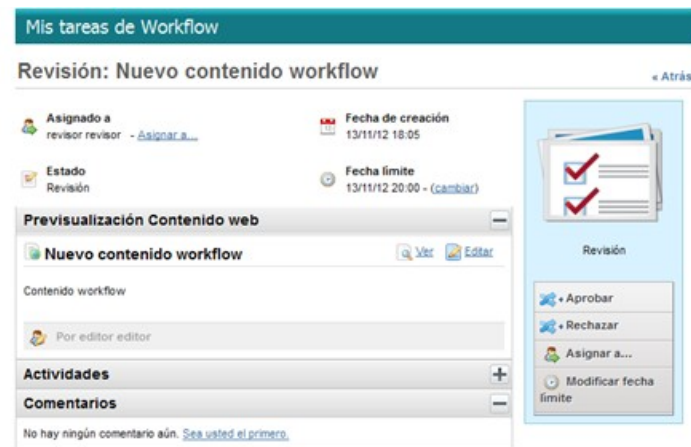 Mis tareas de Workflow
Revisión: Nuevo contenido workflow
« Atrás
Asignado a
revisor revisor - Asignar a...
Fecha de creación
13/11/12 18:05
Estado
Revisión
Fecha límite
13/11/12 20:00 - (cambiar)
Previsualización Contenido web
Nuevo contenido workflow
Ver Editar
Contenido workflow
Por editor editor
Actividades
Comentarios
No hay ningún comentario aún. Sea usted el primero.
Revisión
Aprobar
Rechazar
Asignar a...
Modificar fecha
límite